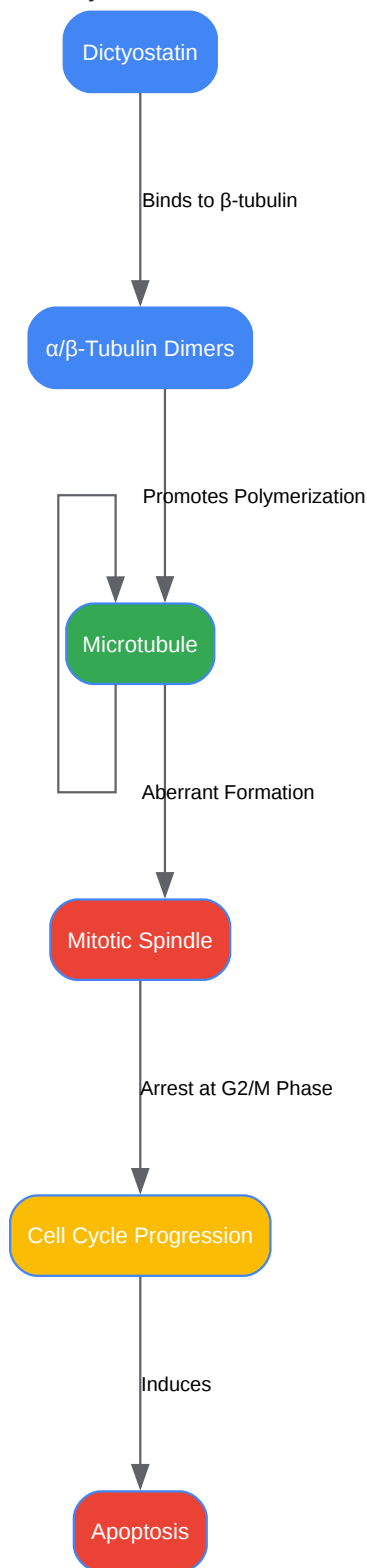 Dictyostatin
Binds to β-tubulin
α/β-Tubulin Dimers
Promotes Polymerization
Microtubule
Aberrant Formation
Mitotic Spindle
Arrest at G2/M Phase
Cell Cycle Progression
Induces
Apoptosis